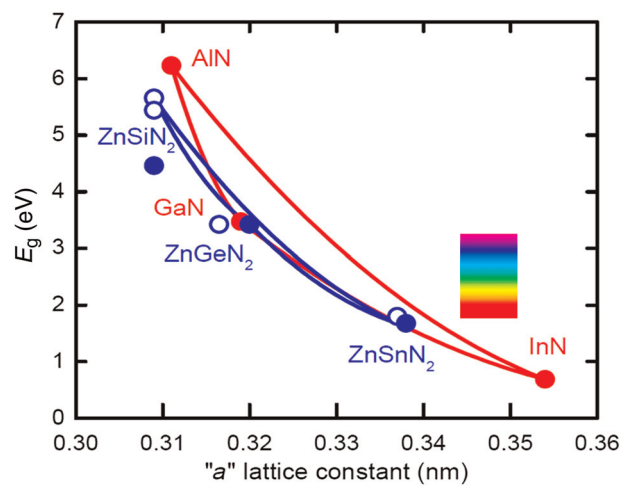 7
6
5
4
3
2
1
0
E_g (eV)
AlN
ZnSiN₂
GaN
ZnGeN₂
ZnSnN₂
InN
0.30 0.31 0.32 0.33 0.34 0.35 0.36
"a" lattice constant (nm)